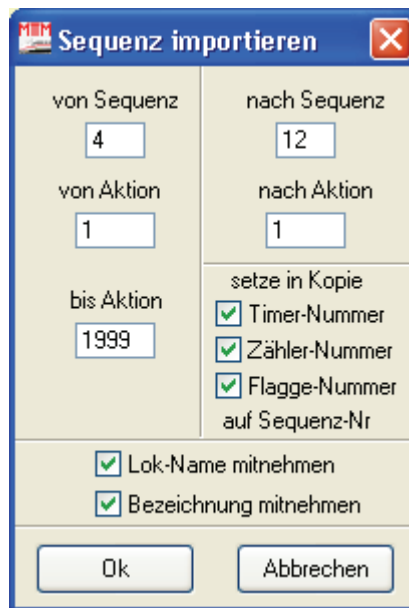 MΠM Sequenz importieren
von Sequenz
4
von Aktion
1
bis Aktion
1999
nach Sequenz
12
nach Aktion
1
setze in Kopie
Timer-Nummer
Zähler-Nummer
Flagge-Nummer
auf Sequenz-Nr
Lok-Name mitnehmen
Bezeichnung mitnehmen
Ok
Abbrechen